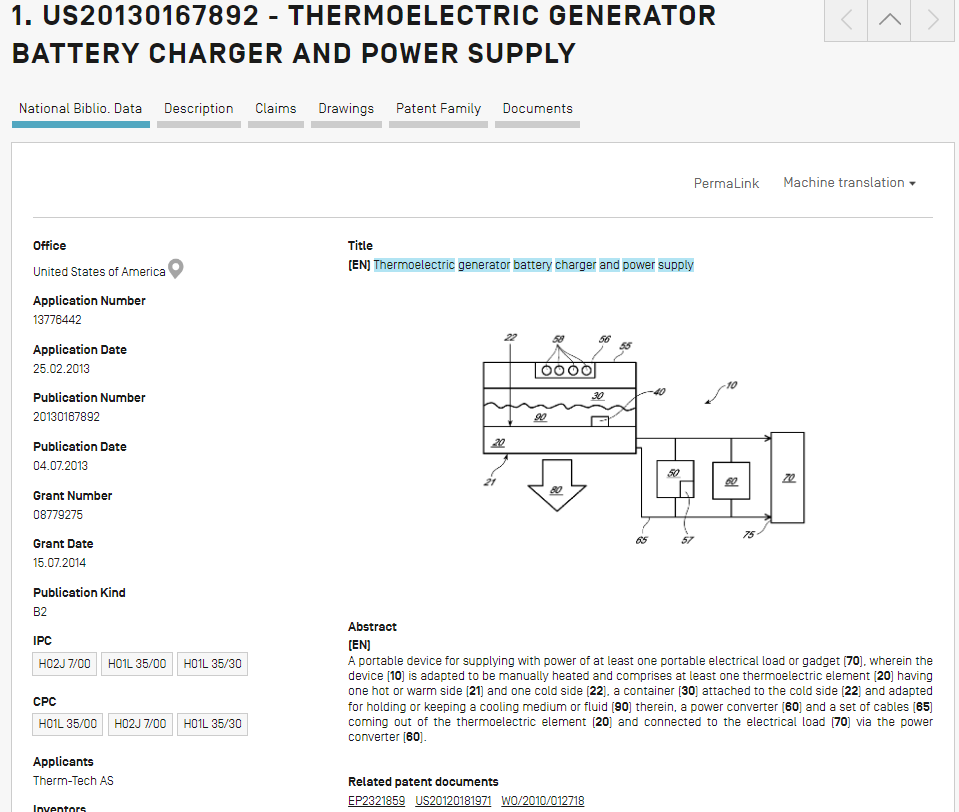 1. US20130167892 - THERMOELECTRIC GENERATOR
BATTERY CHARGER AND POWER SUPPLY
National Biblio. Data Description Claims Drawings Patent Family Documents
PermaLink Machine translation
Office
United States of America
Application Number
13776442
Application Date
25.02.2013
Publication Number
20130167892
Publication Date
04.07.2013
Grant Number
08779275
Grant Date
15.07.2014
Publication Kind
B2
IPC
H02J 7/00 H01L 35/00 H01L 35/30
CPC
H01L 35/00 H02J 7/00 H01L 35/30
Applicants
Therm-Tech AS
Inventors
Title
[EN] Thermoelectric generator battery charger and power supply
22 58 56 55
30 40 10
90
20
21 80 50 60 70
65 57 75
Abstract
[EN]
A portable device for supplying with power of at least one portable electrical load or gadget (70), wherein the
device (10) is adapted to be manually heated and comprises at least one thermoelectric element (20) having
one hot or warm side (21) and one cold side (22), a container (30) attached to the cold side (22) and adapted
for holding or keeping a cooling medium or fluid (90) therein, a power converter (60) and a set of cables (65)
coming out of the thermoelectric element (20) and connected to the electrical load (70) via the power
converter (60).
Related patent documents
EP2321859 US20120181971 WO/2010/012718